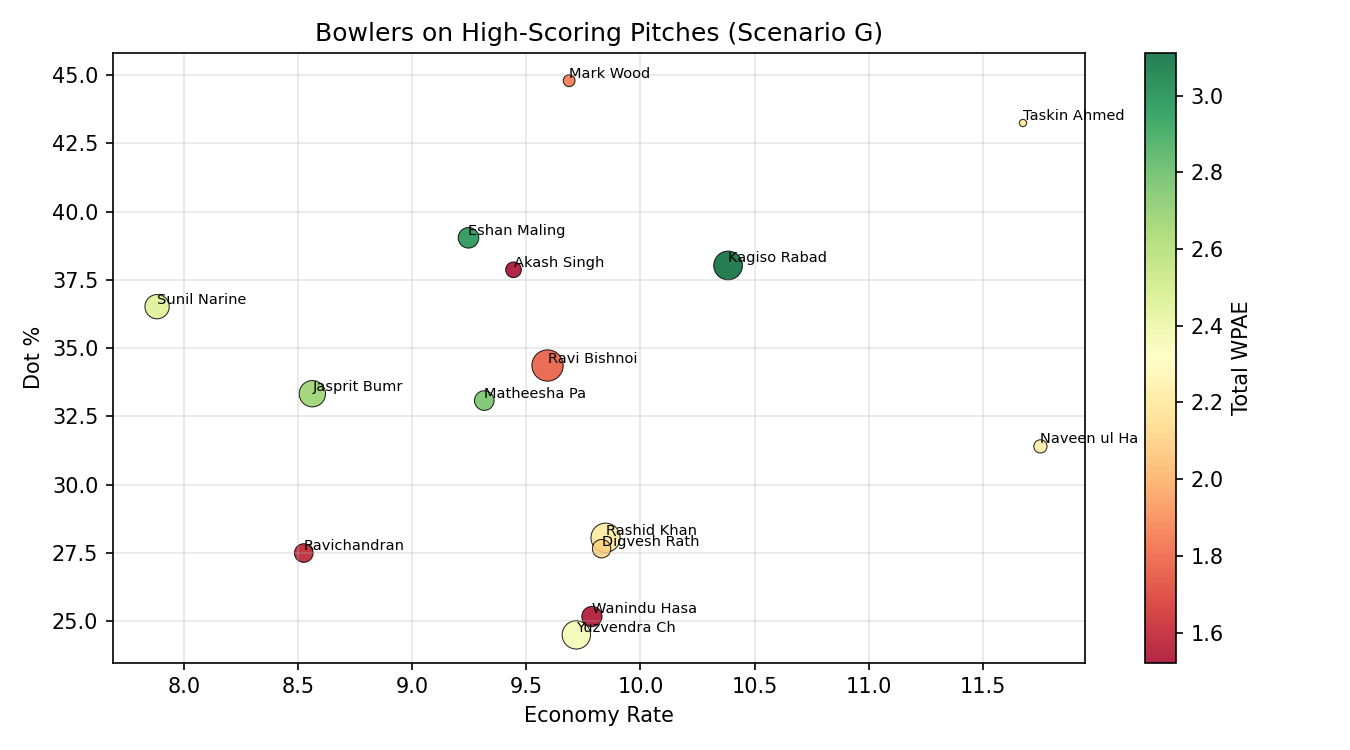 Bowlers on High-Scoring Pitches (Scenario G)
45.0
42.5
40.0
37.5
35.0
32.5
30.0
27.5
25.0
Dot %
Mark Wood
Taskin Ahmed
Eshan Maling
Akash Singh
Kagiso Rabad
Sunil Narine
Ravi Bishnoi
Jasprit Bumr
Matheesha Pa
Naveen ul Ha
Rashid Khan
Digvesh Rath
Ravichandran
Wanindu Hasa
Yuzvendra Ch
8.0
8.5
9.0
9.5
10.0
10.5
11.0
11.5
Economy Rate
3.0
2.8
2.6
2.4
2.2
2.0
1.8
1.6
Total WPAE